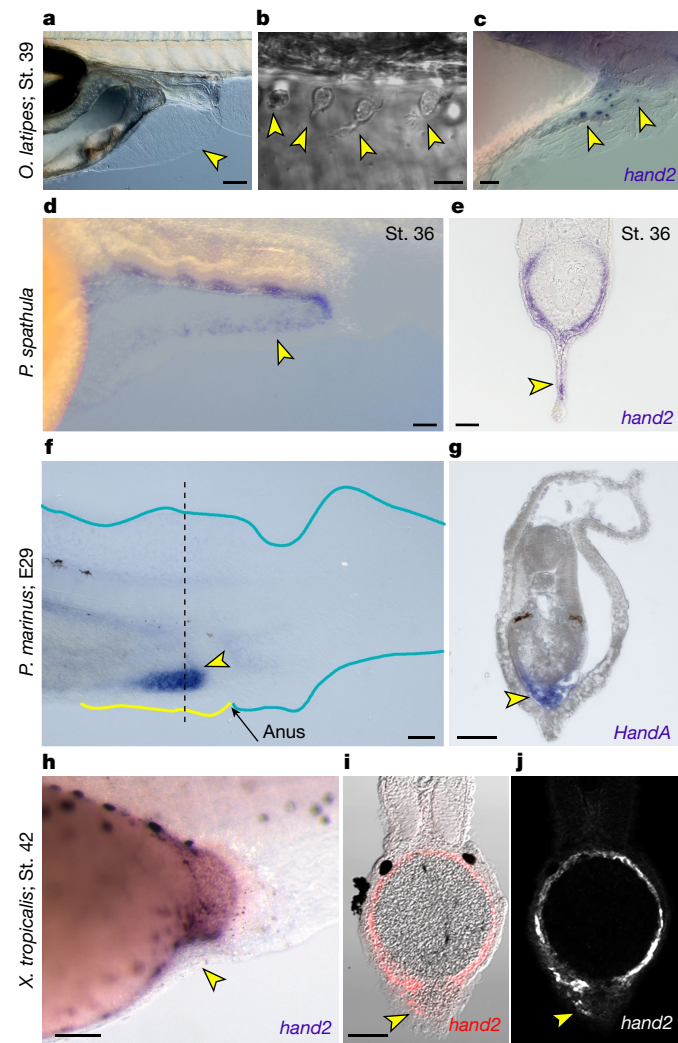 a
b
c
O. latipes; St. 39
hand2
d
e
P. spathula
St. 36
St. 36
hand2
f
g
P. marinus; E29
Anus
HandA
h
i
j
X. tropicalis; St. 42
hand2
hand2
hand2